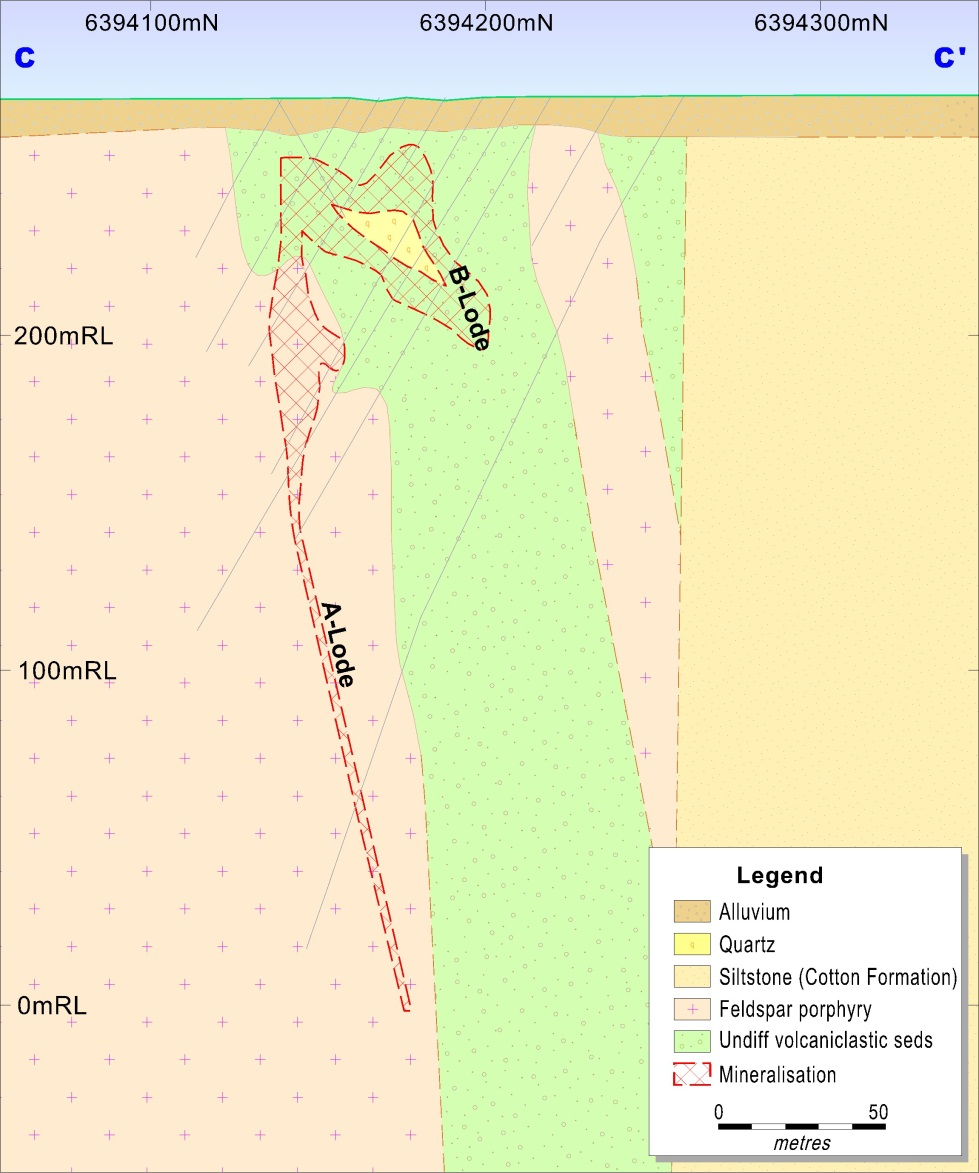 6394100mN 6394200mN 6394300mN
C C'
B-Lode
200mRL
A-Lode
100mRL
0mRL
Legend
Alluvium
Quartz
Siltstone (Cotton Formation)
Feldspar porphyry
Undiff volcaniclastic seds
Mineralisation
0 50
metres